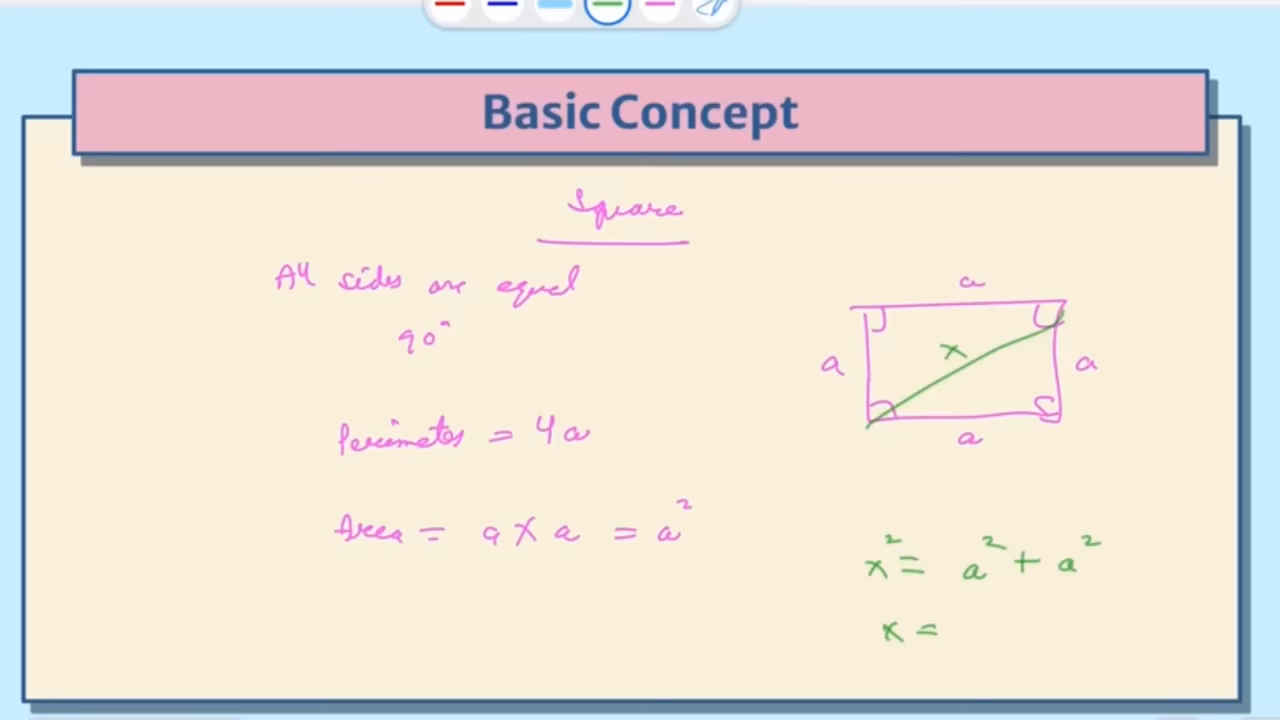 Basic Concept
Square
All sides are equal
90°
Perimeter = 4a
Area = a × a = a²
a
a
x
a
a
x² = a² + a²
x =